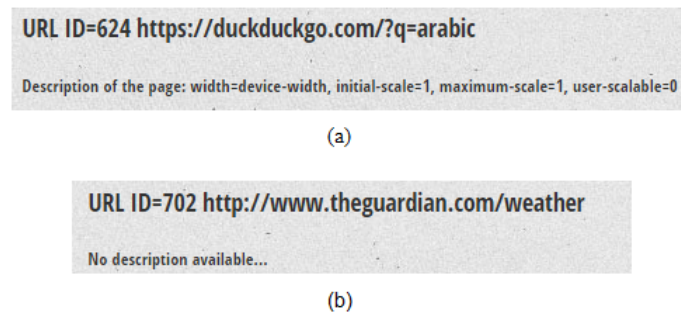 URL ID=624 https://duckduckgo.com/?q=arabic
Description of the page: width=device-width, initial-scale=1, maximum-scale=1, user-scalable=0
(a)
URL ID=702 http://www.theguardian.com/weather
No description available...
(b)